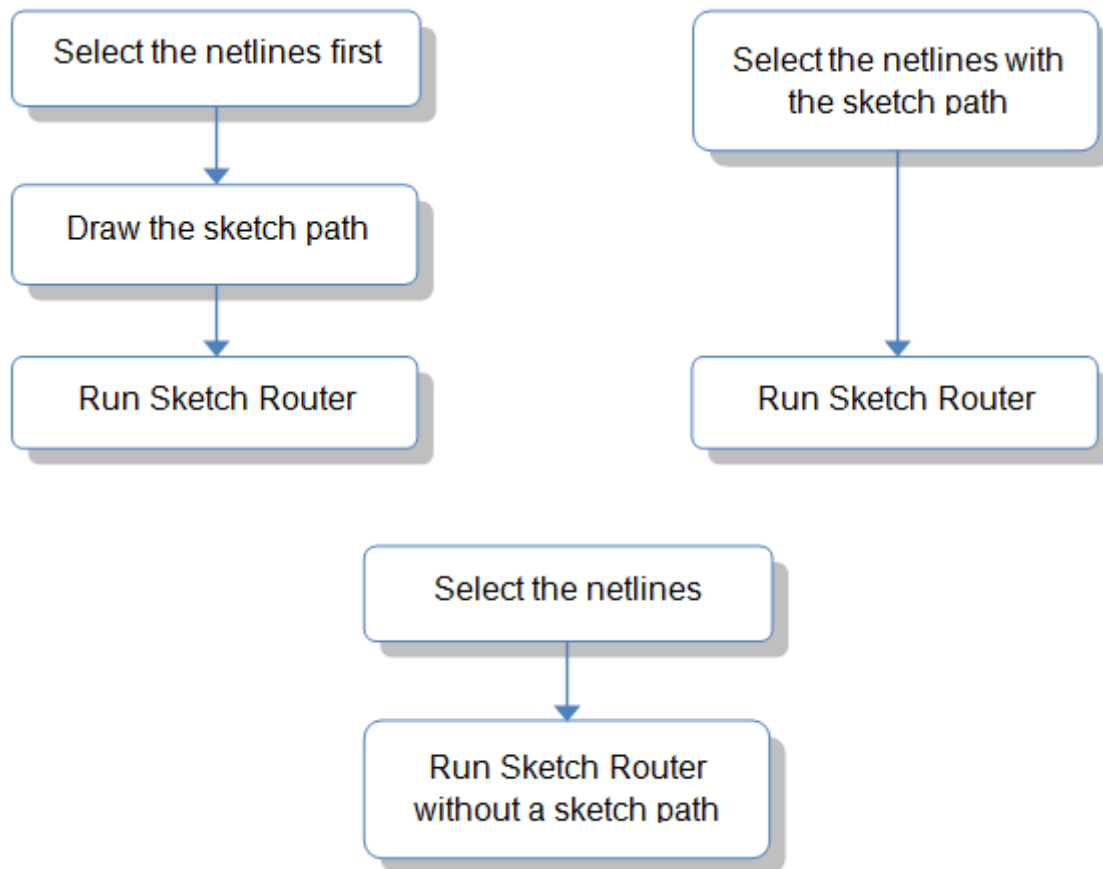 Select the netlines first
Draw the sketch path
Run Sketch Router
Select the netlines with
the sketch path
Run Sketch Router
Select the netlines
Run Sketch Router
without a sketch path